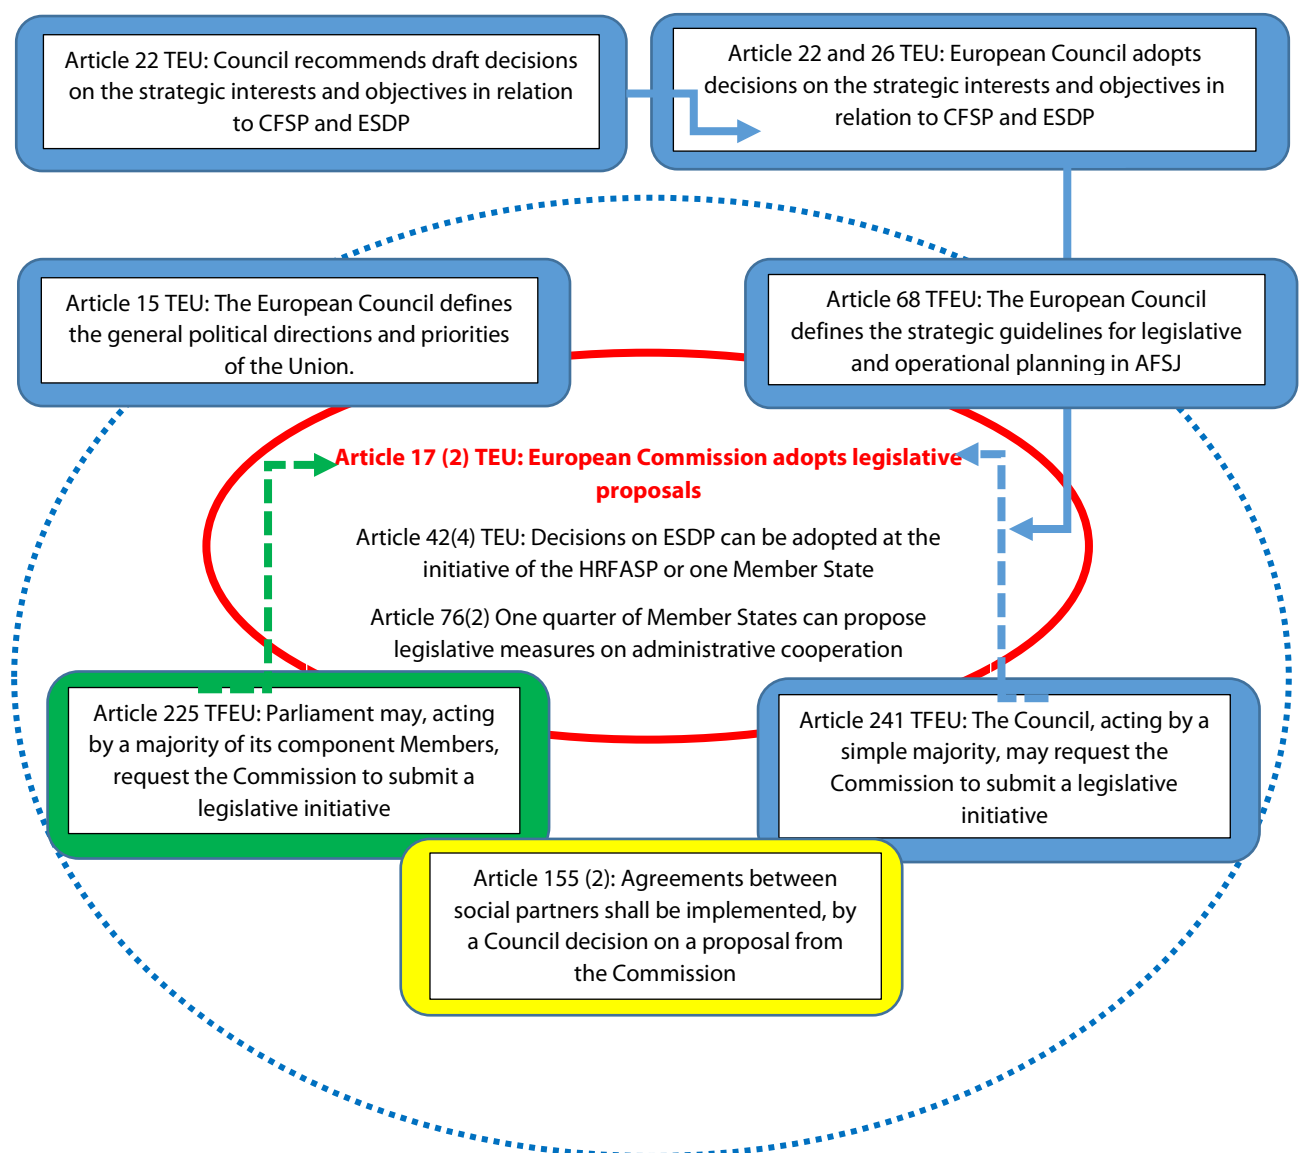 Article 22 TEU: Council recommends draft decisions
on the strategic interests and objectives in relation
to CFSP and ESDP
Article 22 and 26 TEU: European Council adopts
decisions on the strategic interests and objectives in
relation to CFSP and ESDP
Article 15 TEU: The European Council defines
the general political directions and priorities
of the Union.
Article 68 TFEU: The European Council
defines the strategic guidelines for legislative
and operational planning in AFSJ
Article 17 (2) TEU: European Commission adopts legislative
proposals
Article 42(4) TEU: Decisions on ESDP can be adopted at the
initiative of the HRFASP or one Member State
Article 76(2) One quarter of Member States can propose
legislative measures on administrative cooperation
Article 225 TFEU: Parliament may, acting
by a majority of its component Members,
request the Commission to submit a
legislative initiative
Article 241 TFEU: The Council, acting by a
simple majority, may request the
Commission to submit a legislative
initiative
Article 155 (2): Agreements between
social partners shall be implemented, by
a Council decision on a proposal from
the Commission